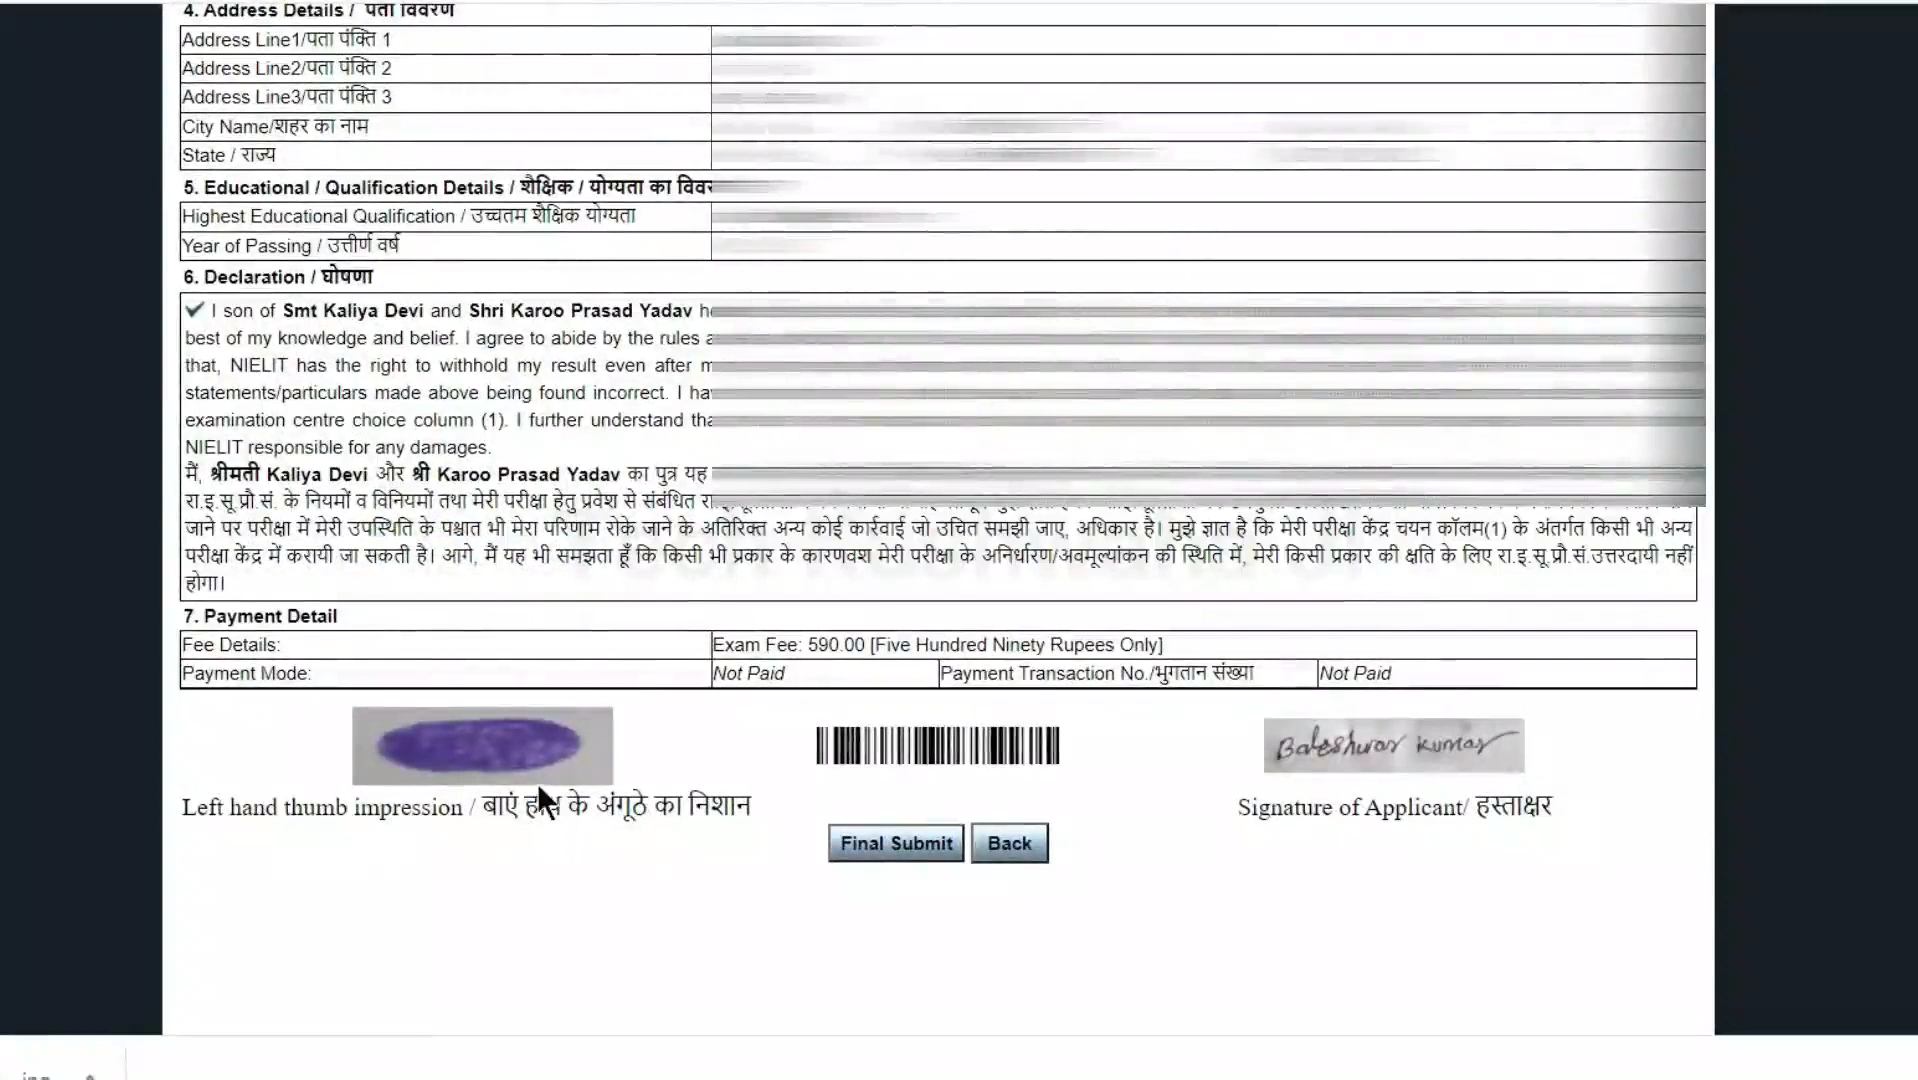 4. Address Details / पता विवरण
Address Line1/पता पंक्ति 1
Address Line2/पता पंक्ति 2
Address Line3/पता पंक्ति 3
City Name/शहर का नाम
State / राज्य
5. Educational / Qualification Details / शैक्षिक / योग्यता का
Highest Educational Qualification / उच्चतम शैक्षिक योग्यता
Year of Passing / उत्तीर्ण वर्ष
6. Declaration / घोषणा
I son of Smt Kaliya Devi and Shri Karoo Prasad Yadav
best of my knowledge and belief. I agree to abide by the rules
that, NIELIT has the right to withhold my result even after
statements/particulars made above being found incorrect. I
examination centre choice column (1). I further understand
NIELIT responsible for any damages.
मैं, श्रीमती Kaliya Devi और श्री Karoo Prasad Yadav का पुत्र यह
रा.इ.सू.प्रौ.सं. के नियमों व विनियमों तथा मेरी परीक्षा हेतु प्रवेश से संबंधित
जाने पर परीक्षा में मेरी उपस्थिति के पश्चात भी मेरा परिणाम रोके जाने के अतिरिक्त अन्य कोई कार्रवाई जो उचित समझी जाए, अधिकार है। मुझे ज्ञात है कि मेरी परीक्षा केंद्र चयन कॉलम(1) के अंतर्गत किसी भी अन्य
परीक्षा केंद्र में करायी जा सकती है। आगे, मैं यह भी समझता हूँ कि किसी भी प्रकार के कारणवश मेरी परीक्षा के अनिर्धारण/अवमूल्यांकन की स्थिति में, मेरी किसी प्रकार की क्षति के लिए रा.इ.सू.प्रौ.सं.उत्तरदायी नहीं
होगा।
7. Payment Detail
Fee Details: Exam Fee: 590.00 [Five Hundred Ninety Rupees Only]
Payment Mode: Not Paid Payment Transaction No./भुगतान संख्या Not Paid
Baleshwar Kumar
Left hand thumb impression / बाएं के अंगूठे का निशान Signature of Applicant/ हस्ताक्षर
Final Submit Back